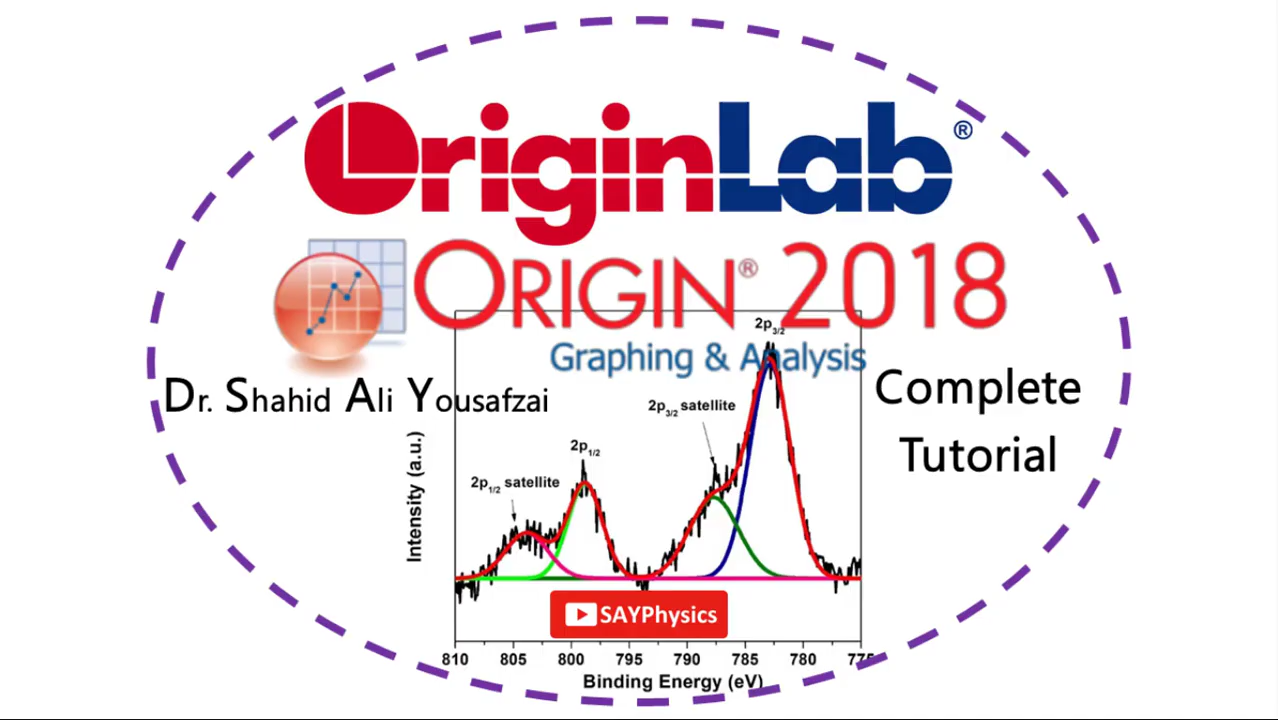 OriginLab®
ORIGIN® 2018
Graphing & Analysis
Dr. Shahid Ali Yousafzai
Complete
Tutorial
2p3/2
2p3/2 satellite
2p1/2
2p1/2 satellite
Intensity (a.u.)
SAYPhysics
810 805 800 795 790 785 780 775
Binding Energy (eV)